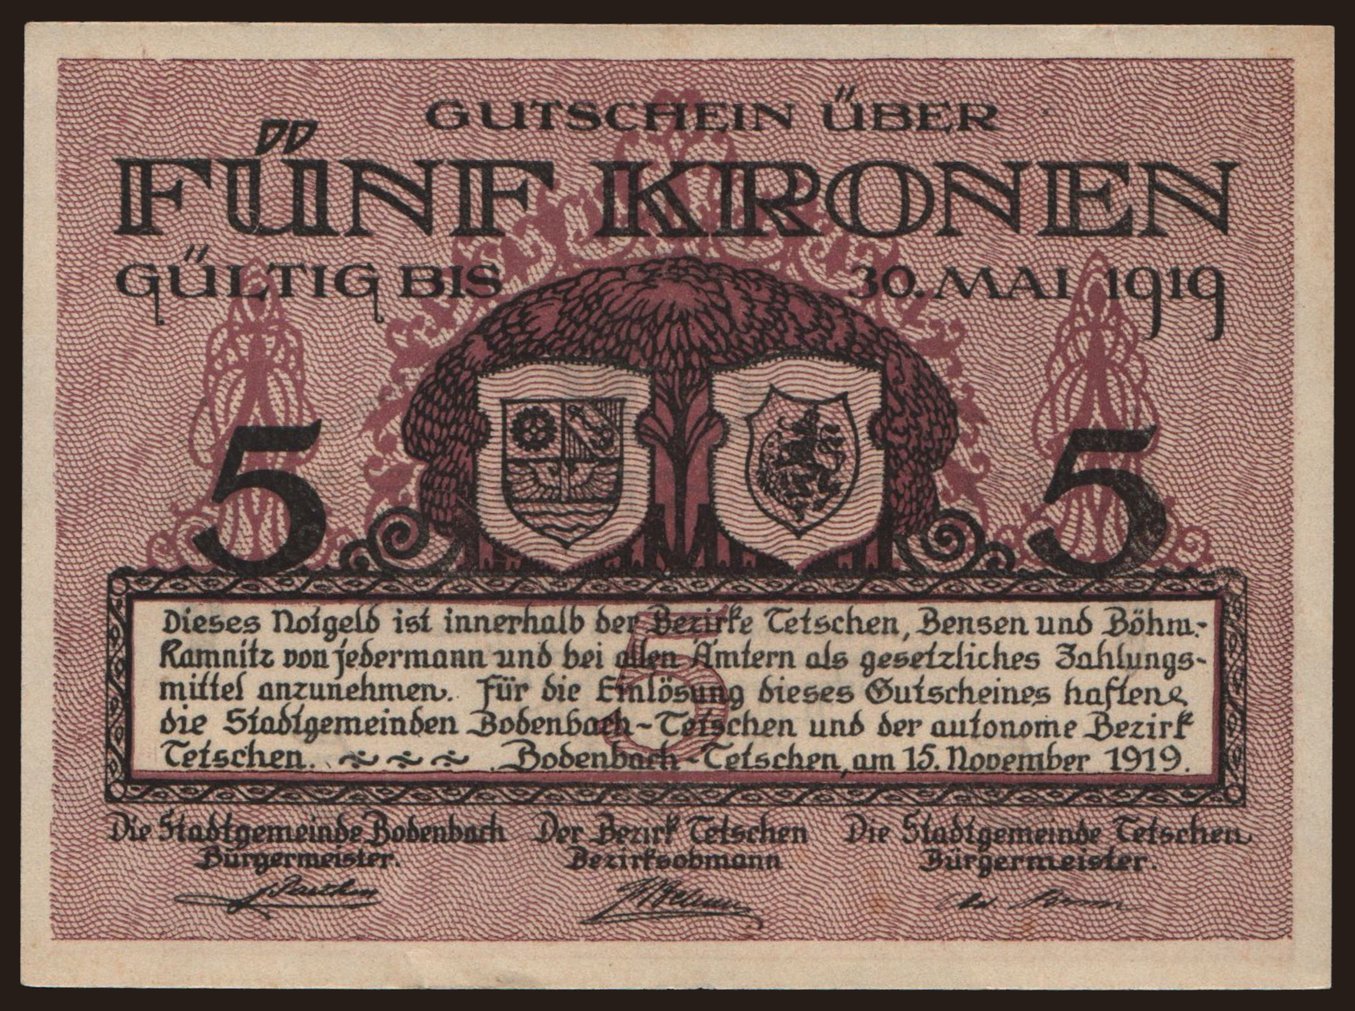 GUTSCHEIN ÜBER
FÜNF KRONEN
GÜLTIG BIS 30. MAI 1919
5 5
5
Dieses Notgeld ist innerhalb der Bezirke Tetschen, Bensen und Böhm.-
Kamnitz von jedermann und bei allen Ämtern als gesetzliches Zahlungs-
mittel anzunehmen. Für die Einlösung dieses Gutscheines haften
die Stadtgemeinden Bodenbach-Tetschen und der autonome Bezirk
Tetschen. Bodenbach-Tetschen, am 15. November 1919.
Die Stadtgemeinde Bodenbach Der Bezirk Tetschen Die Stadtgemeinde Tetschen
Bürgermeister. Bezirksobmann Bürgermeister.